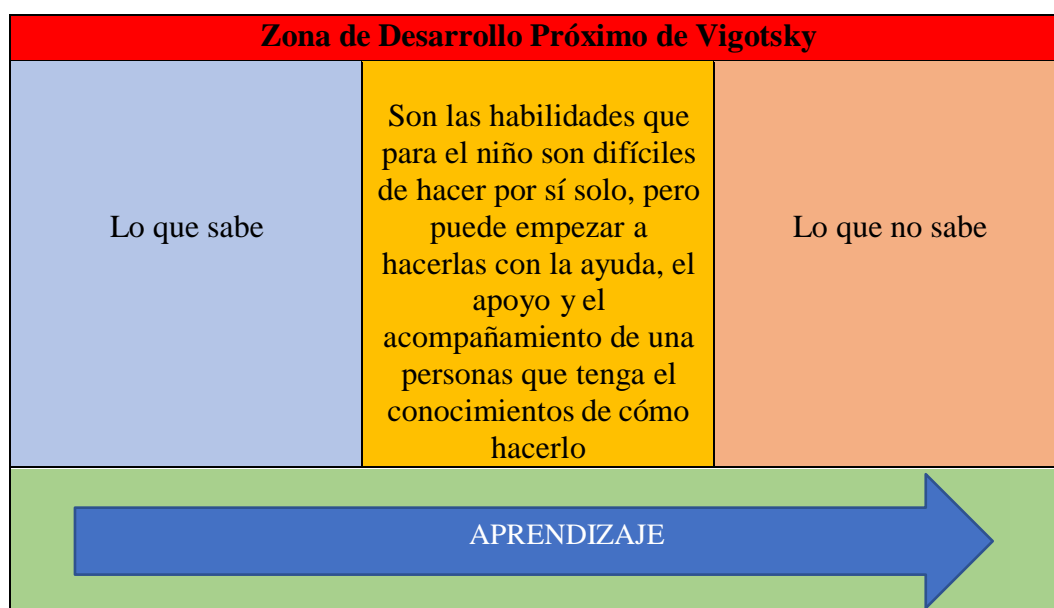 Zona de Desarrollo Próximo de Vigotsky
Lo que sabe
Son las habilidades que
para el niño son difíciles
de hacer por sí solo, pero
puede empezar a
hacerlas con la ayuda, el
apoyo y el
acompañamiento de una
personas que tenga el
conocimientos de cómo
hacerlo
Lo que no sabe
APRENDIZAJE